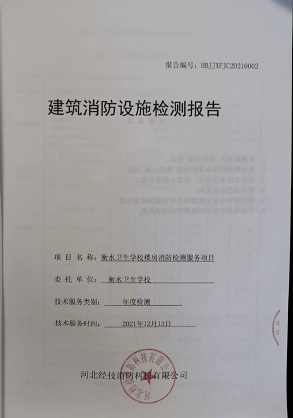 报告编号：HBJJXFJC20210002
建筑消防设施检测报告
项 目 名 称： 衡水卫生学校楼房消防检测服务项目
委 托 单 位： 衡水卫生学校
技术服务类别： 年度检测
技术服务时间： 2021年12月13日
河北经技消防科技有限公司